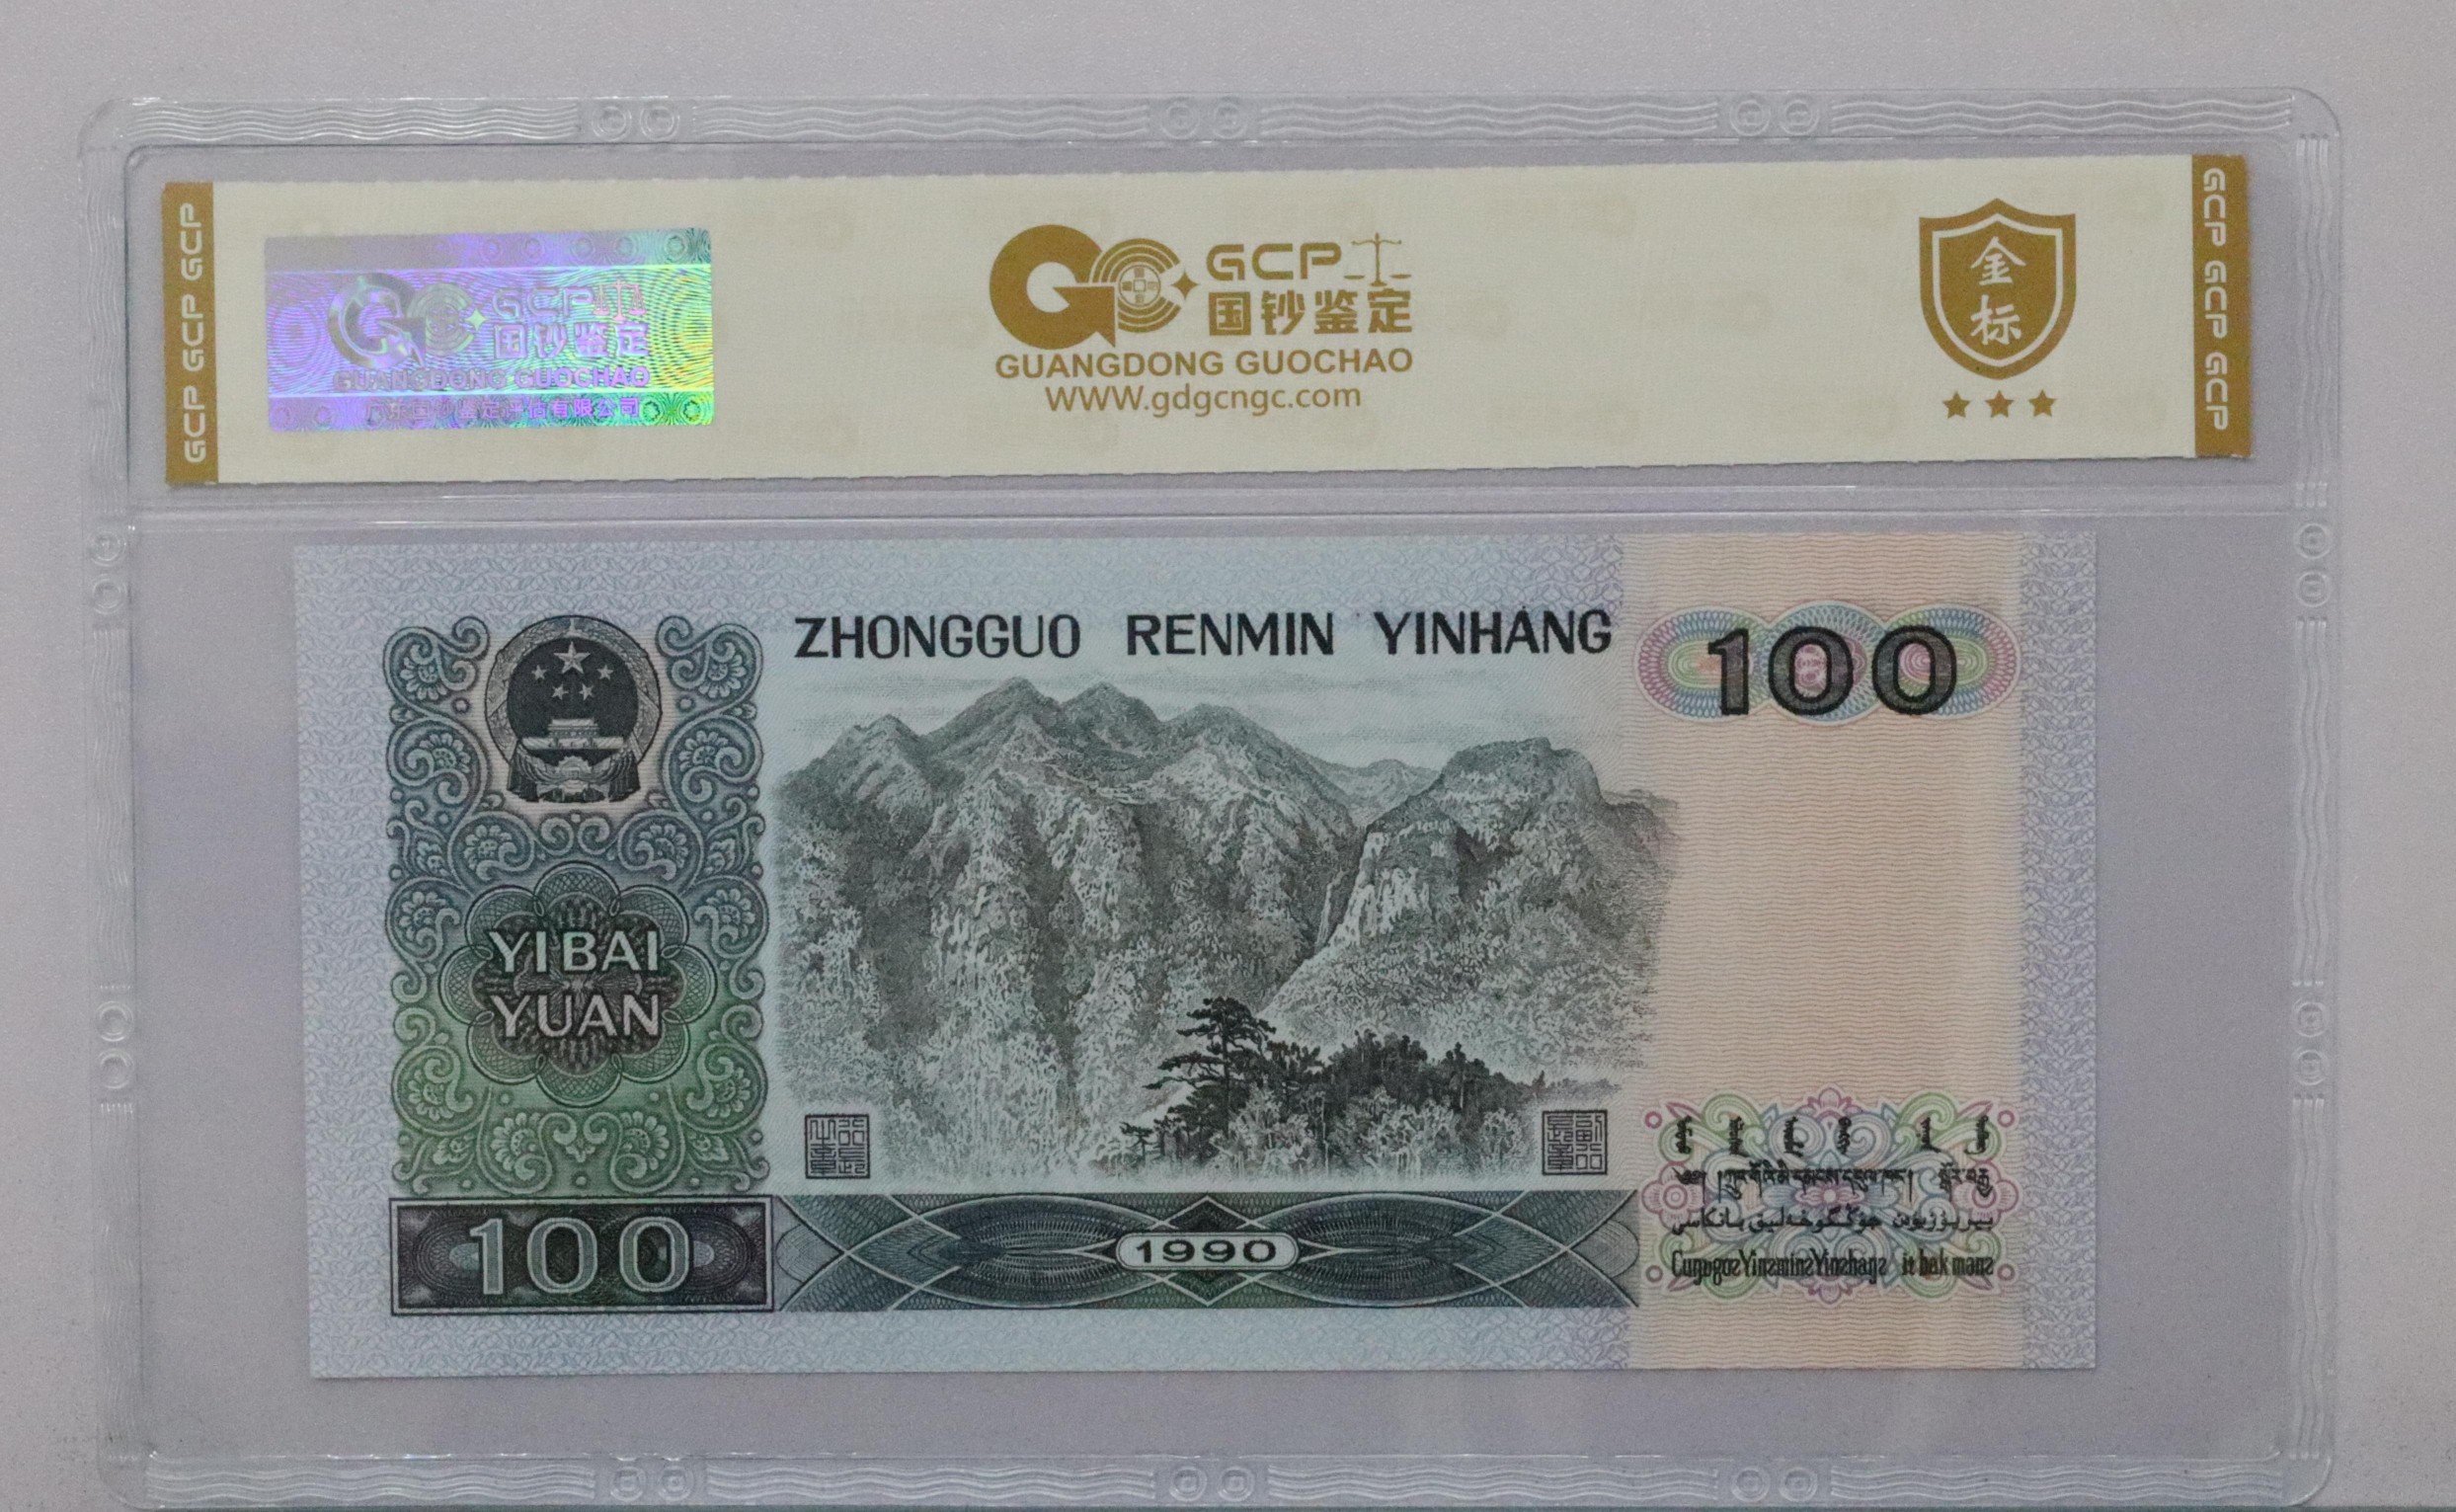 GCP GCP GCP
GCP
国钞鉴定
GUANGDONG GUOCHAO
广东国钞鉴定评估有限公司
GCP
国钞鉴定
GUANGDONG GUOCHAO
WWW.gdgcngc.com
金
标
GCP GCP GCP
ZHONGGUO RENMIN YINHANG
100
YIBAI
YUAN
100
1990